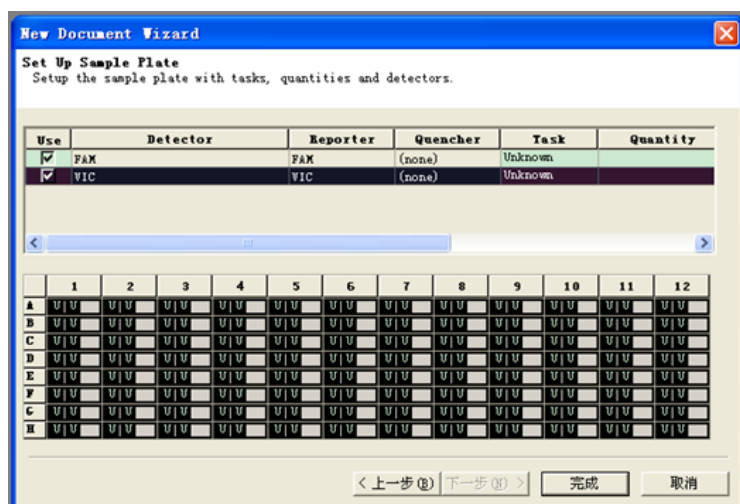 New Document Wizard
Set Up Sample Plate
Setup the sample plate with tasks, quantities and detectors.
Use Detector Reporter Quencher Task Quantity
FAM FAM (none) Unknown
VIC VIC (none) Unknown
1 2 3 4 5 6 7 8 9 10 11 12
A U U U U U U U U U U U U U U U U U U U U U U U U
B U U U U U U U U U U U U U U U U U U U U U U U U
C U U U U U U U U U U U U U U U U U U U U U U U U
D U U U U U U U U U U U U U U U U U U U U U U U U
E U U U U U U U U U U U U U U U U U U U U U U U U
F U U U U U U U U U U U U U U U U U U U U U U U U
G U U U U U U U U U U U U U U U U U U U U U U U U
H U U U U U U U U U U U U U U U U U U U U U U U U
< 上一步(B) 下一步(N) > 完成 取消